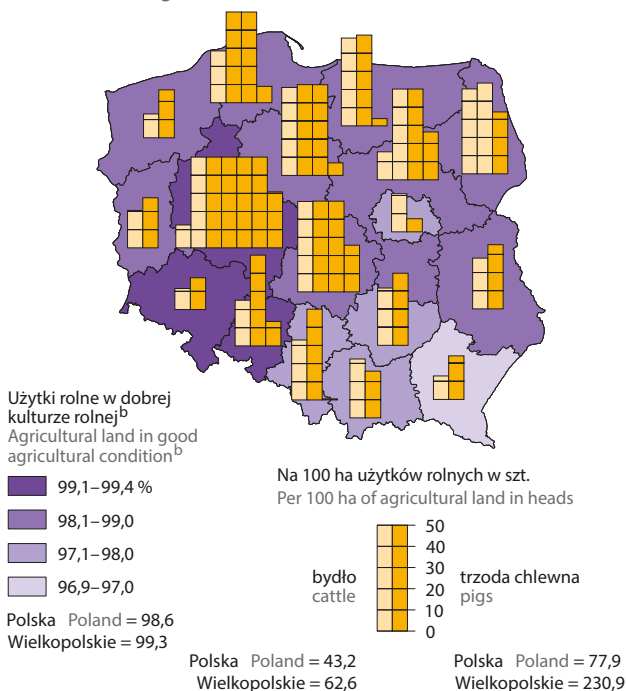 Użytki rolne w dobrej
kulturze rolnejᵇ
Agricultural land in good
agricultural conditionᵇ
99,1–99,4 %
98,1–99,0
97,1–98,0
96,9–97,0
Polska Poland = 98,6
Wielkopolskie = 99,3
Na 100 ha użytków rolnych w szt.
Per 100 ha of agricultural land in heads
bydło
cattle
50
40
30
20
10
0
trzoda chlewna
pigs
Polska Poland = 43,2
Wielkopolskie = 62,6
Polska Poland = 77,9
Wielkopolskie = 230,9